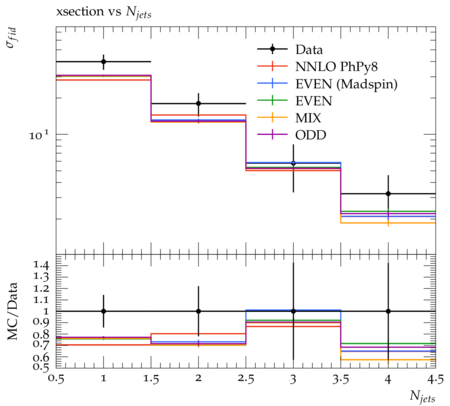 xsection vs N_jets
σ_fid
Data
NNLO PhPy8
EVEN (Madspin)
EVEN
MIX
ODD
10^1
MC/Data
1.4
1.3
1.2
1.1
1
0.9
0.8
0.7
0.6
0.5
0.5 1 1.5 2 2.5 3 3.5 4 4.5
N_jets